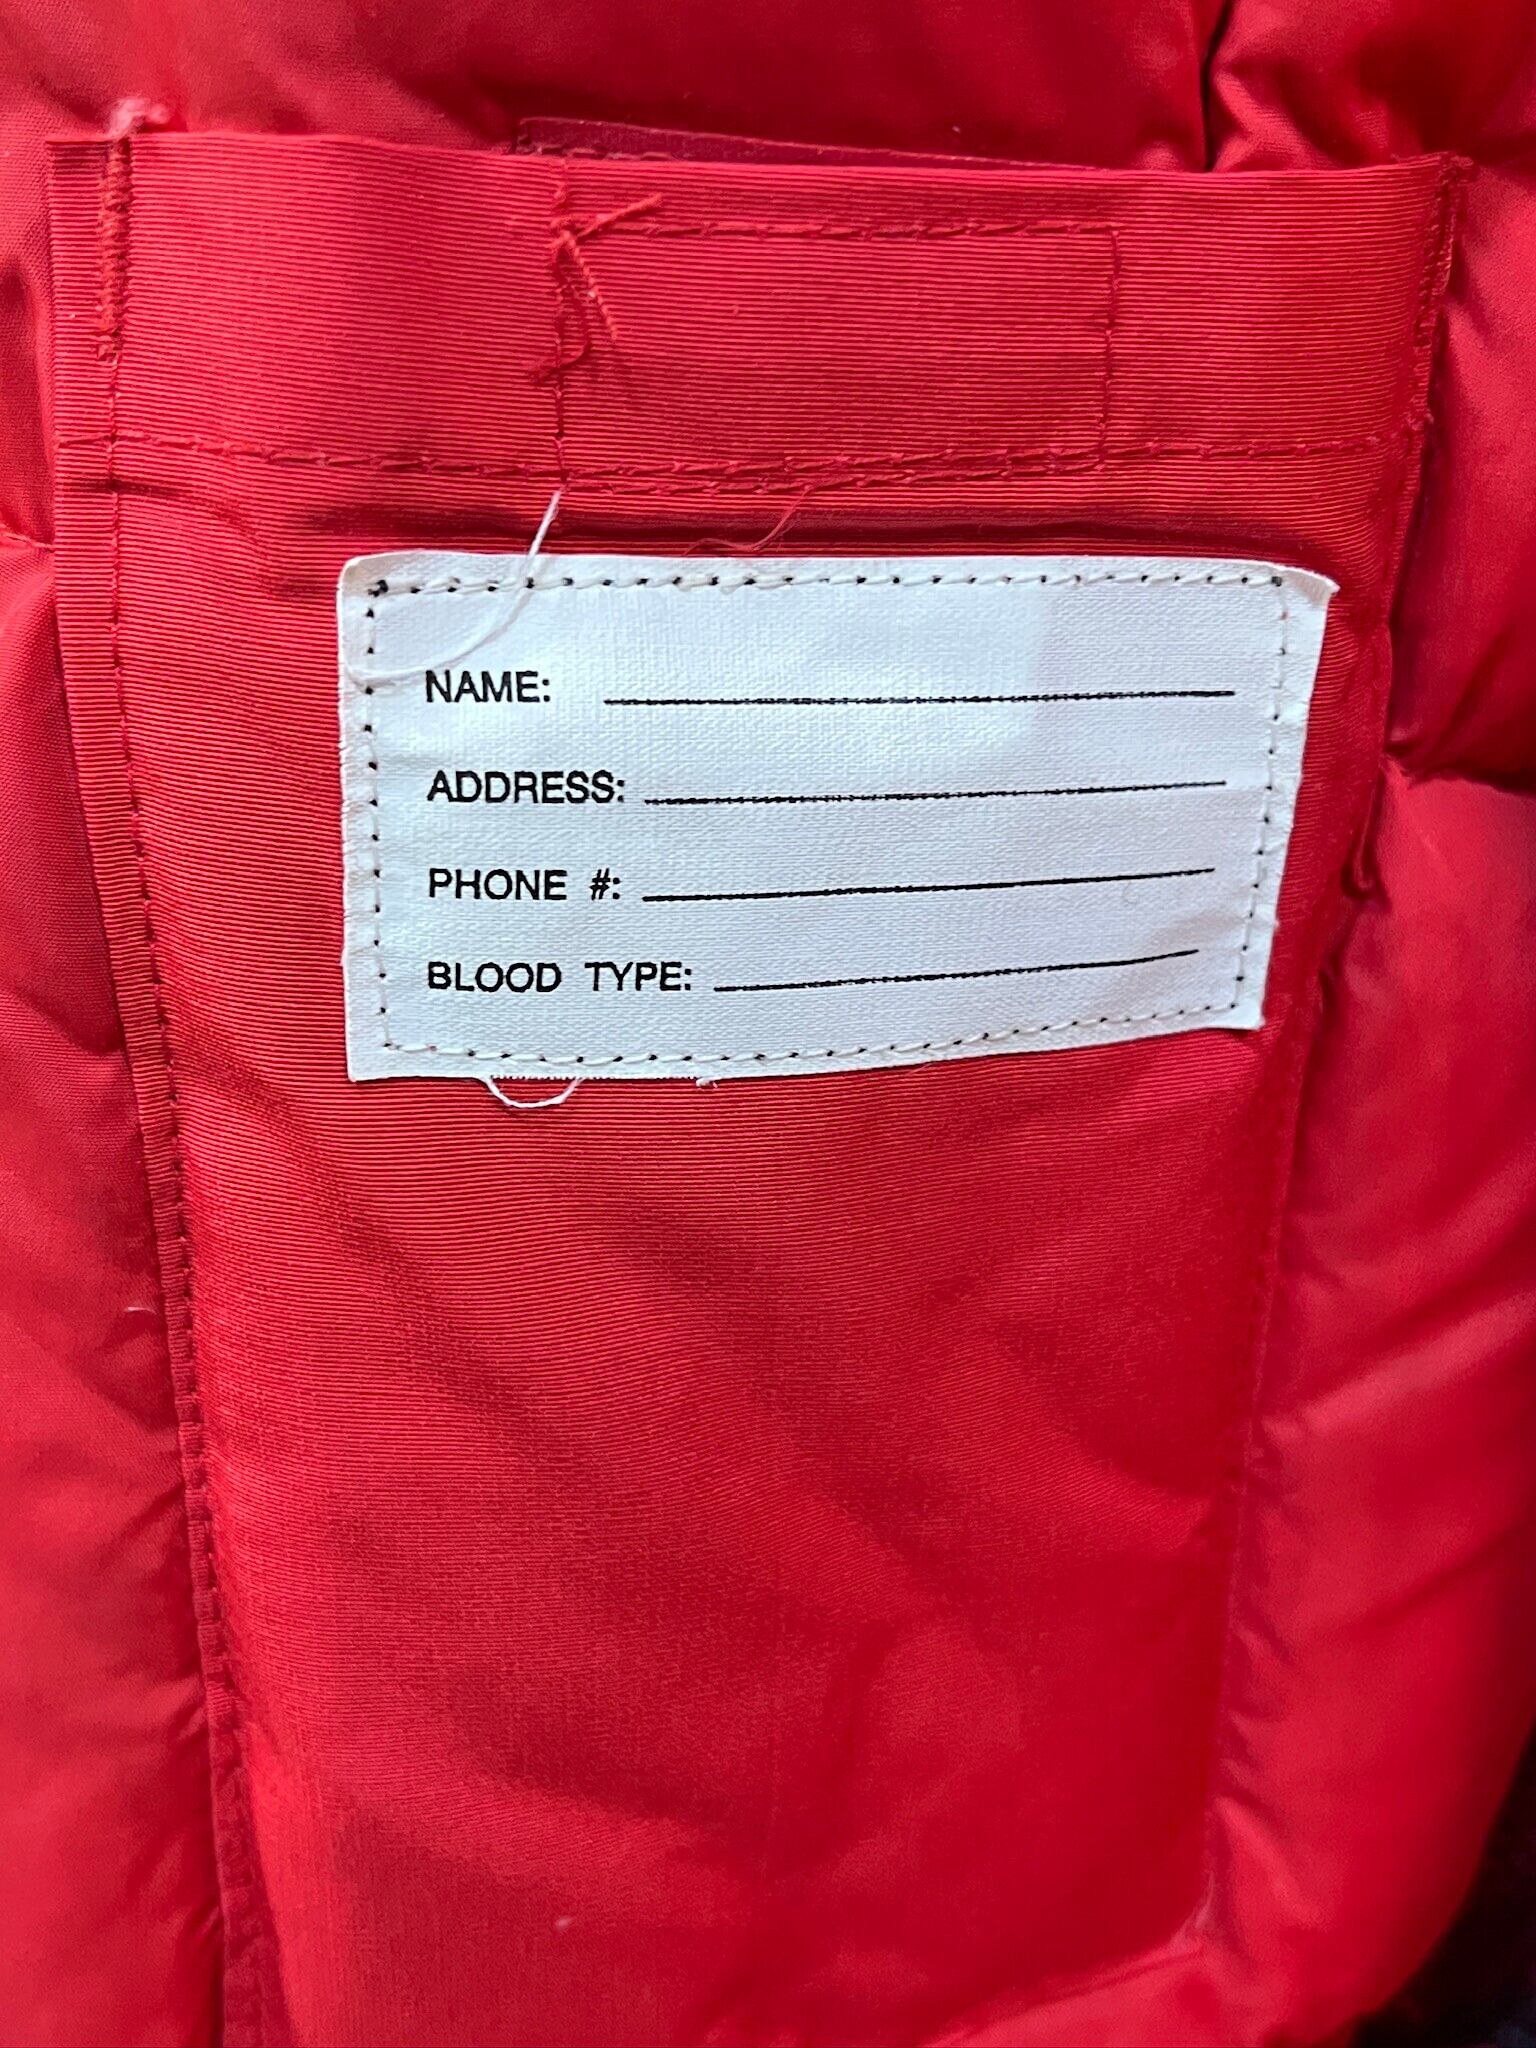 NAME:
ADDRESS:
PHONE #:
BLOOD TYPE: